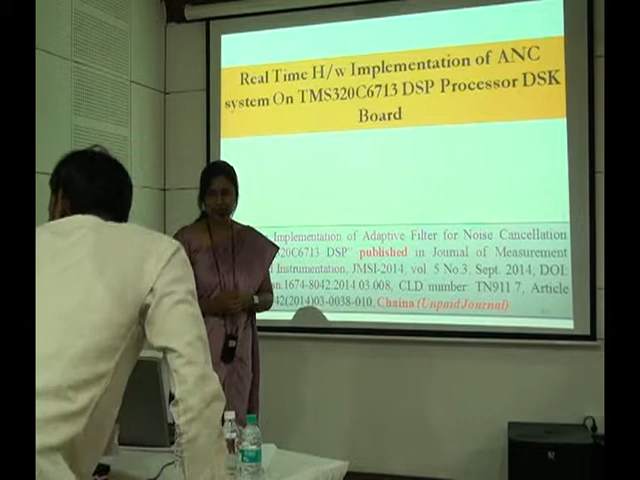 Real Time H/w Implementation of ANC
system On TMS320C6713 DSP Processor DSK
Board
Implementation of Adaptive Filter for Noise Cancellation
320C6713 DSP" published in Journal of Measurement
Instrumentation, JMSI-2014, vol. 5 No.3, Sept. 2014, DOI:
.1674-8042.2014.03.008, CLD number: TN911.7, Article
42(2014)03-0038-010, Chaina (Unpaid Journal)